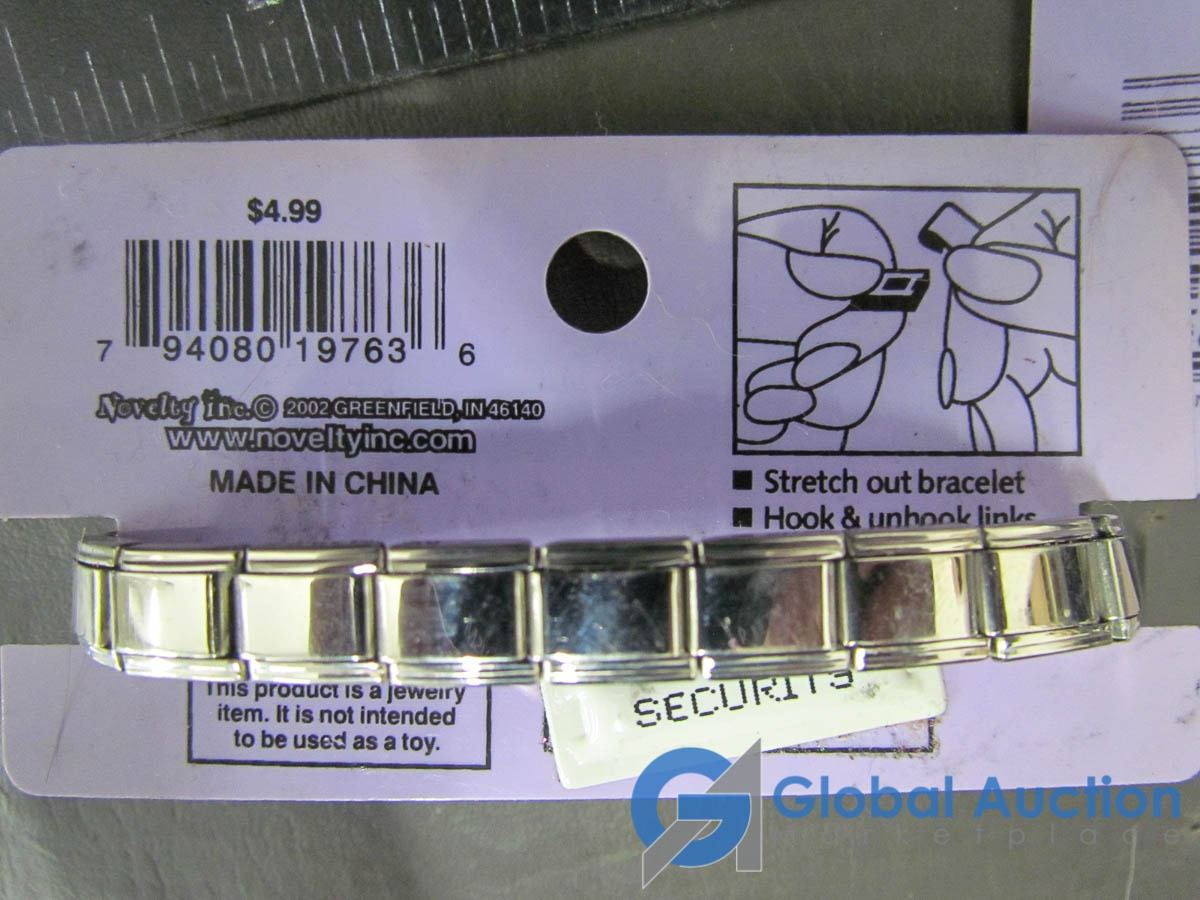 $4.99
7 94080 19763 6
Novelty Inc.© 2002 GREENFIELD, IN 46140
www.noveltyinc.com
MADE IN CHINA
■ Stretch out bracelet
■ Hook & unhook links
This product is a jewelry
item. It is not intended
to be used as a toy.
SECURITY
Global Auction
Marketplace